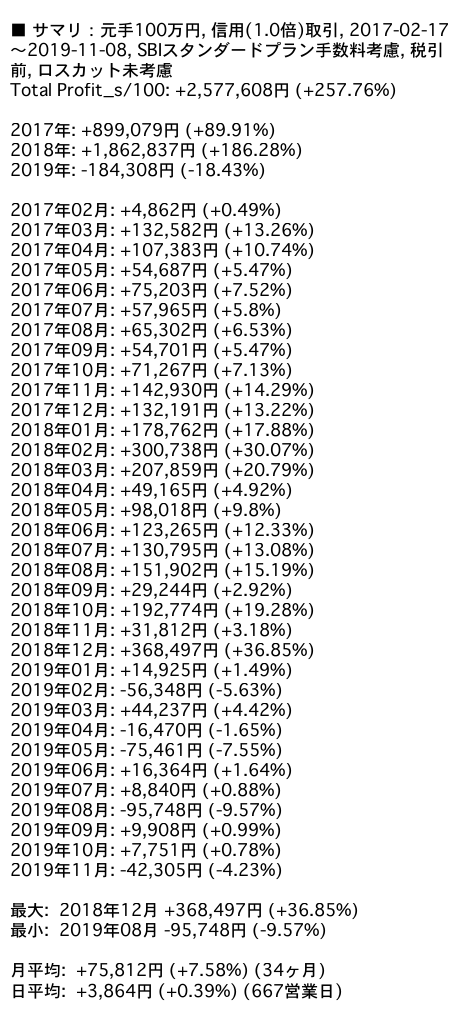 ■ サマリ：元手100万円, 信用(1.0倍)取引, 2017-02-17
〜2019-11-08, SBIスタンダードプラン手数料考慮, 税引
前, ロスカット未考慮
Total Profit_s/100: +2,577,608円 (+257.76%)
2017年: +899,079円 (+89.91%)
2018年: +1,862,837円 (+186.28%)
2019年: -184,308円 (-18.43%)
2017年02月: +4,862円 (+0.49%)
2017年03月: +132,582円 (+13.26%)
2017年04月: +107,383円 (+10.74%)
2017年05月: +54,687円 (+5.47%)
2017年06月: +75,203円 (+7.52%)
2017年07月: +57,965円 (+5.8%)
2017年08月: +65,302円 (+6.53%)
2017年09月: +54,701円 (+5.47%)
2017年10月: +71,267円 (+7.13%)
2017年11月: +142,930円 (+14.29%)
2017年12月: +132,191円 (+13.22%)
2018年01月: +178,762円 (+17.88%)
2018年02月: +300,738円 (+30.07%)
2018年03月: +207,859円 (+20.79%)
2018年04月: +49,165円 (+4.92%)
2018年05月: +98,018円 (+9.8%)
2018年06月: +123,265円 (+12.33%)
2018年07月: +130,795円 (+13.08%)
2018年08月: +151,902円 (+15.19%)
2018年09月: +29,244円 (+2.92%)
2018年10月: +192,774円 (+19.28%)
2018年11月: +31,812円 (+3.18%)
2018年12月: +368,497円 (+36.85%)
2019年01月: +14,925円 (+1.49%)
2019年02月: -56,348円 (-5.63%)
2019年03月: +44,237円 (+4.42%)
2019年04月: -16,470円 (-1.65%)
2019年05月: -75,461円 (-7.55%)
2019年06月: +16,364円 (+1.64%)
2019年07月: +8,840円 (+0.88%)
2019年08月: -95,748円 (-9.57%)
2019年09月: +9,908円 (+0.99%)
2019年10月: +7,751円 (+0.78%)
2019年11月: -42,305円 (-4.23%)
最大: 2018年12月 +368,497円 (+36.85%)
最小: 2019年08月 -95,748円 (-9.57%)
月平均: +75,812円 (+7.58%) (34ヶ月)
日平均: +3,864円 (+0.39%) (667営業日)